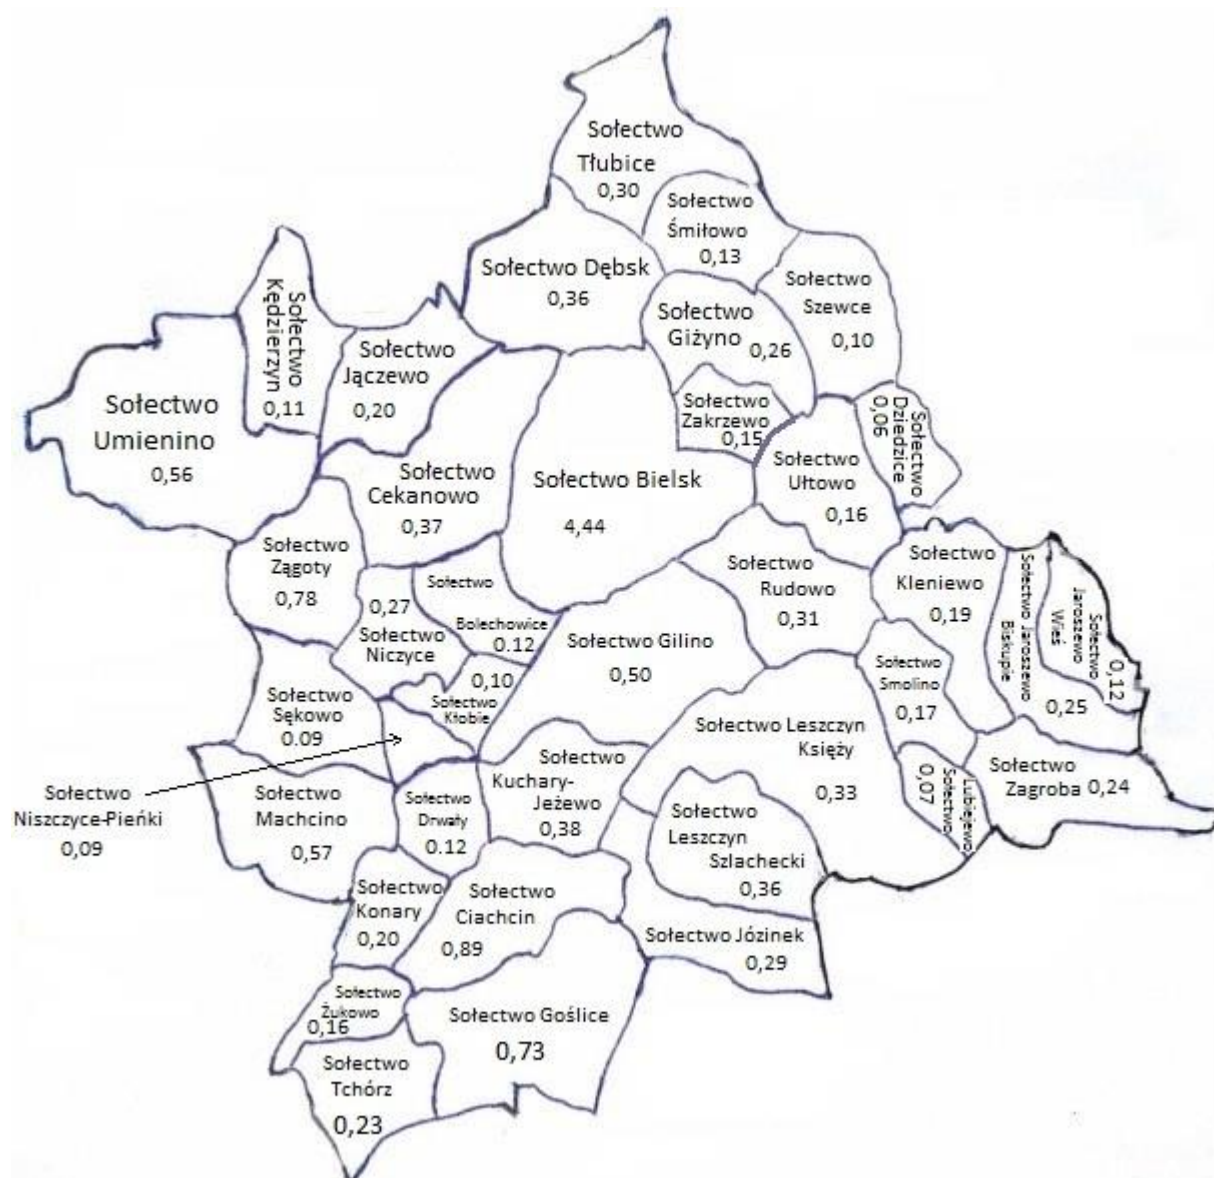 Sołectwo
Tłubice
0,30
Sołectwo
Śmiłowo
0,13
Sołectwo Dębsk
0,36
Sołectwo
Szewce
0,10
Sołectwo
Giżyno
0,26
Sołectwo
Kędzierzyn
0,11
Sołectwo
Jączewo
0,20
Sołectwo
Umienino
0,56
Sołectwo
Zakrzewo
0,15
Sołectwo
Dziedzice
0,06
Sołectwo
Cekanowo
0,37
Sołectwo Bielsk
4,44
Sołectwo
Ułtowo
0,16
Sołectwo
Zągoty
0,78
Sołectwo
Bolechowice
0.12
0,27
Sołectwo
Niczyce
Sołectwo
Rudowo
0,31
Sołectwo
Kleniewo
0,19
Sołectwo Jaroszewo
Biskupie
0,25
Sołectwo
Jaroszewo
Wieś
0,12
Sołectwo Gilino
0,50
0,10
Sołectwo
Kłobie
Sołectwo
Smolino
0,17
Sołectwo
Sękowo
0.09
Sołectwo Leszczyn
Księży
0,33
Sołectwo
Kuchary-
Jeżewo
0,38
Sołectwo
Zagroba 0,24
Lubiejewo
Sołectwo
0,07
Sołectwo
Niszczyce-Pieńki
0,09
Sołectwo
Machcino
0,57
Sołectwo
Drwały
0.12
Sołectwo
Leszczyn
Szlachecki
0,36
Sołectwo
Konary
0,20
Sołectwo
Ciachcin
0,89
Sołectwo Józinek
0,29
Sołectwo
Żukowo
0,16
Sołectwo Goślice
0,73
Sołectwo
Tchórz
0,23